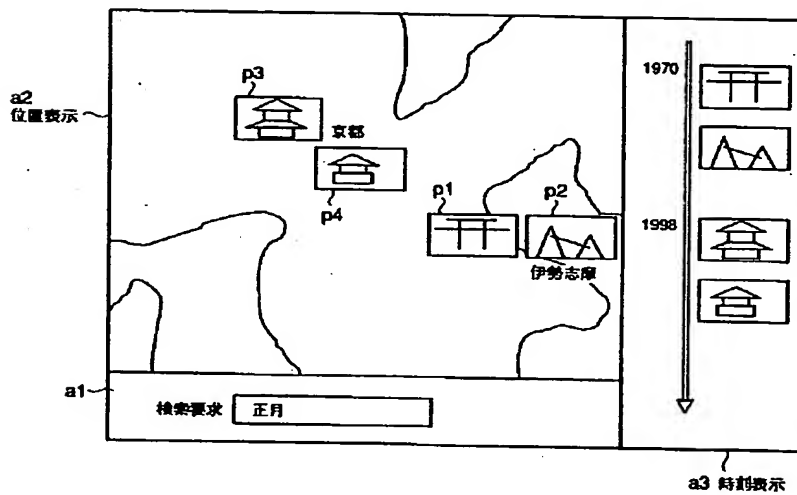 p3
a2
位置表示
京都
p4
p1
p2
伊勢志摩
1970
1998
a1
検索要求 正月
a3 時刻表示